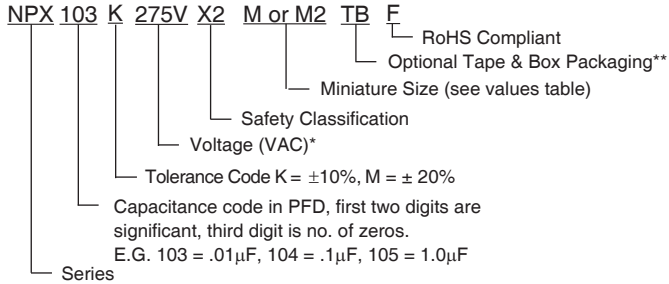 NPX 103 K 275V X2 M or M2 TB F
RoHS Compliant
Optional Tape & Box Packaging**
Miniature Size (see values table)
Safety Classification
Voltage (VAC)*
Tolerance Code K = ±10%, M = ± 20%
Capacitance code in PFD, first two digits are
significant, third digit is no. of zeros.
E.G. 103 = .01µF, 104 = .1µF, 105 = 1.0µF
Series